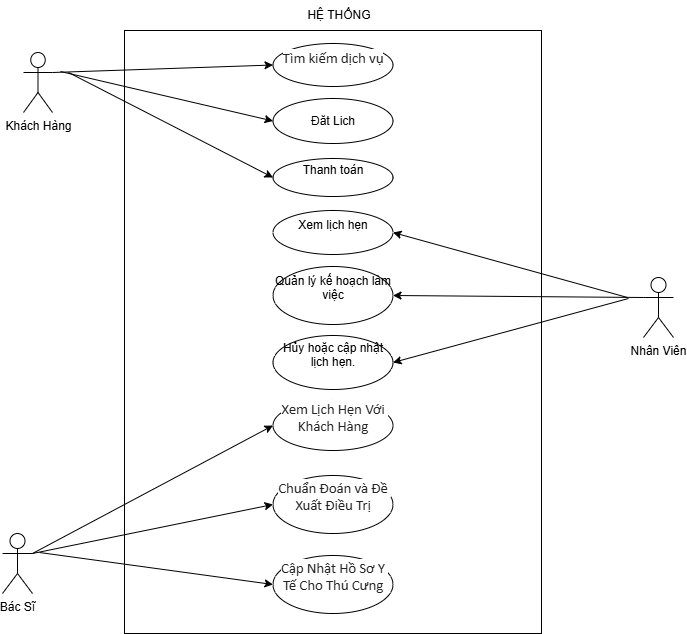 HỆ THỐNG
Tìm kiếm dịch vụ
Khách Hàng
Đăt Lich
Thanh toán
Xem lịch hẹn
Quản lý kế hoạch làm
việc
Nhân Viên
Hủy hoặc cập nhật
lịch hẹn.
Xem Lịch Hẹn Với
Khách Hàng
Chuẩn Đoán và Đề
Xuất Điều Trị
Cập Nhật Hồ Sơ Y
Tế Cho Thú Cưng
Bác Sĩ